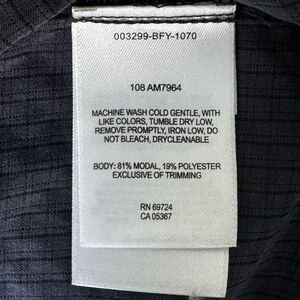 003299-BFY-1070
108 AM7964
MACHINE WASH COLD GENTLE, WITH
LIKE COLORS, TUMBLE DRY LOW,
REMOVE PROMPTLY, IRON LOW, DO
NOT BLEACH, DRYCLEANABLE
BODY: 81% MODAL, 19% POLYESTER
EXCLUSIVE OF TRIMMING
RN 69724
CA 05367